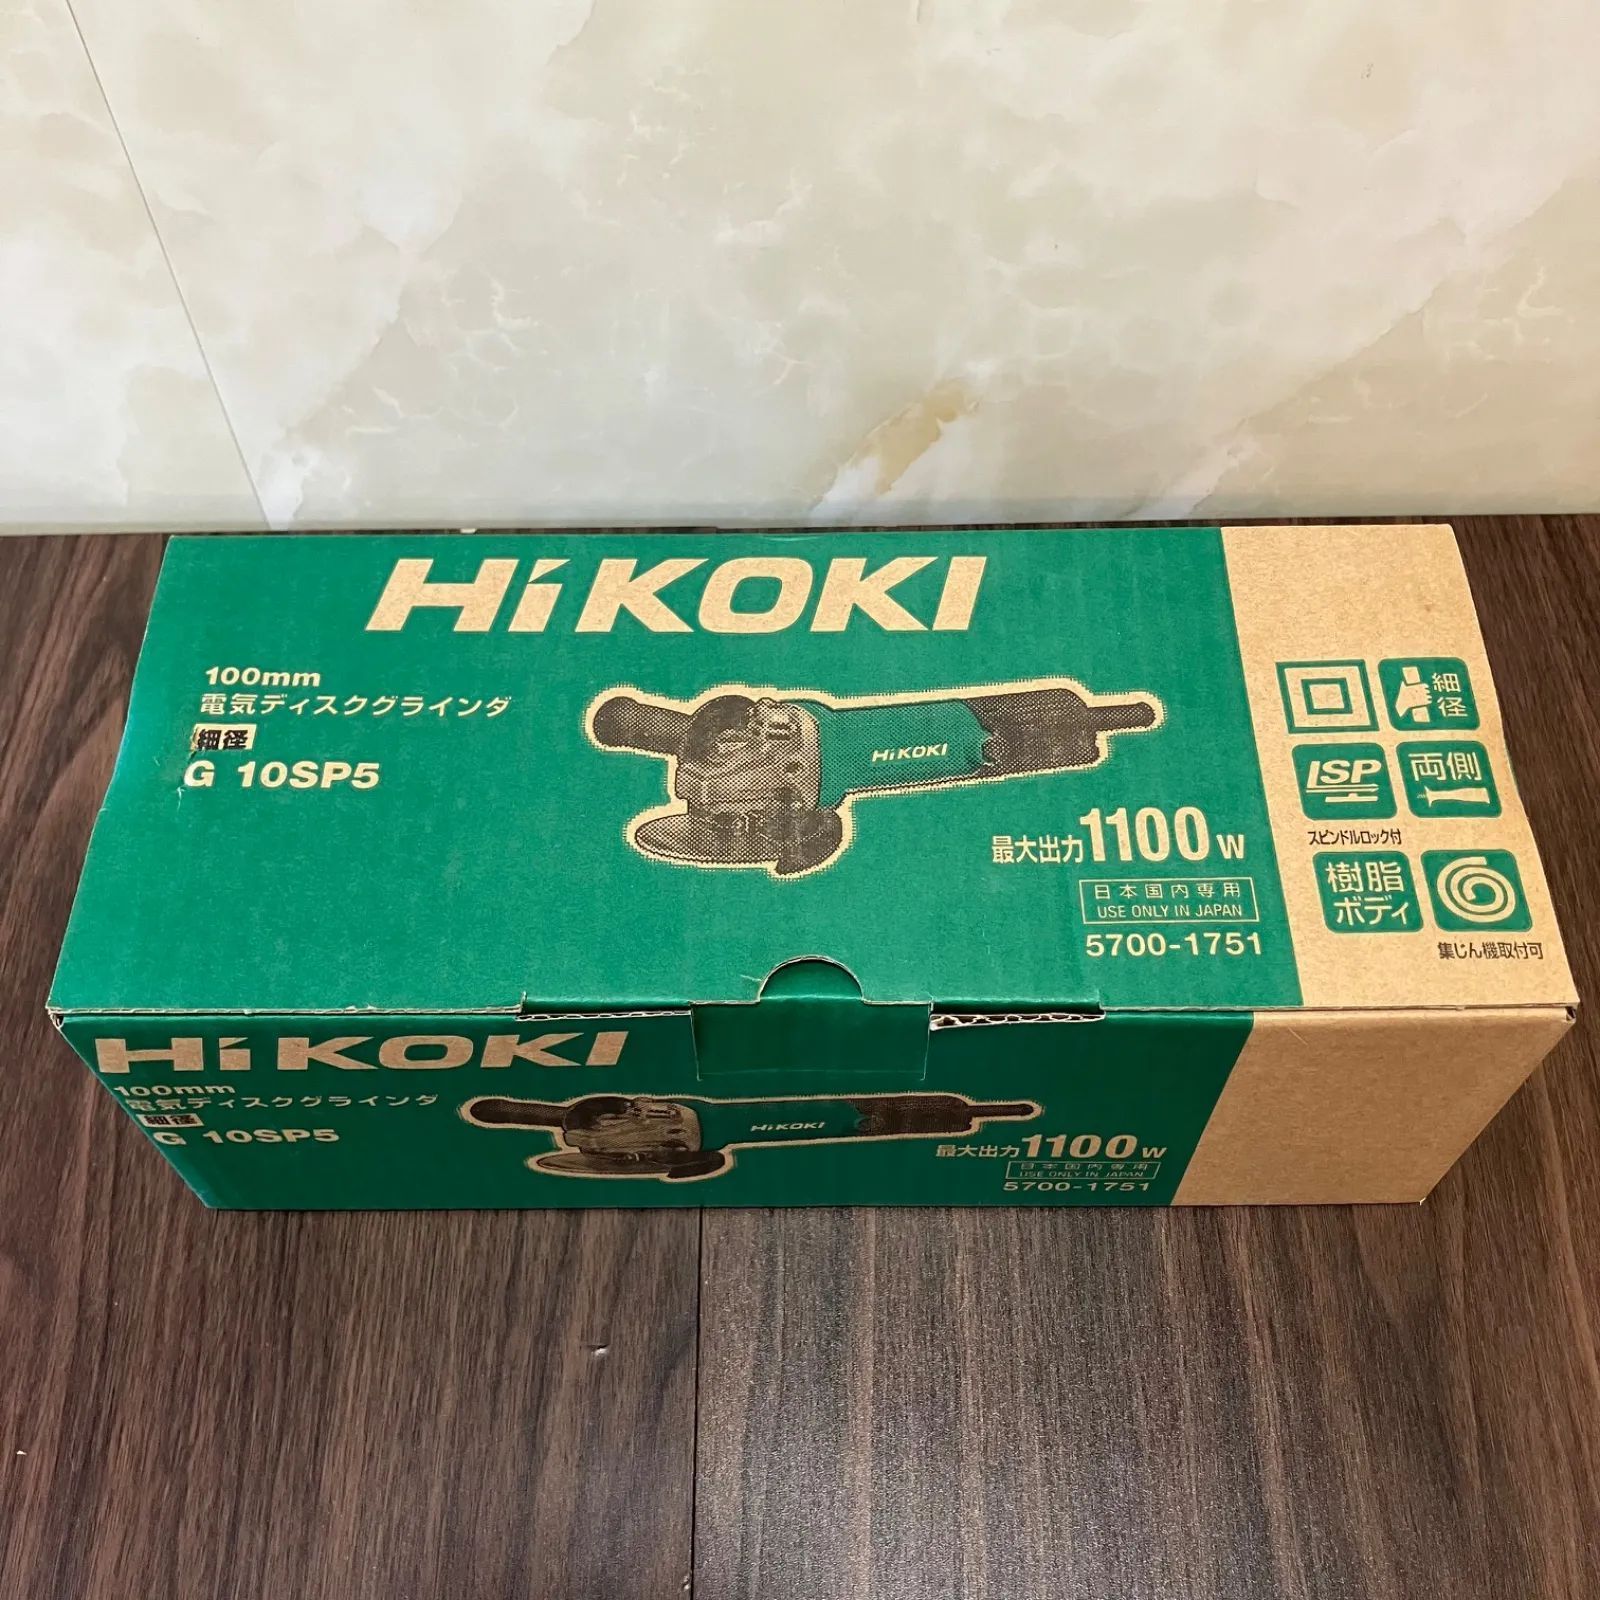 HiKOKI
100mm
電気ディスクグラインダ
細径
G 10SP5
HiKOKI
最大出力1100W
日本国内専用
USE ONLY IN JAPAN
5700-1751
細径
LSP
両側
スピンドルロック付
樹脂ボディ
集じん機取付可
HiKOKI
100mm
電気ディスクグラインダ
細径
G 10SP5
HiKOKI
最大出力1100W
日本国内専用
USE ONLY IN JAPAN
5700-1751